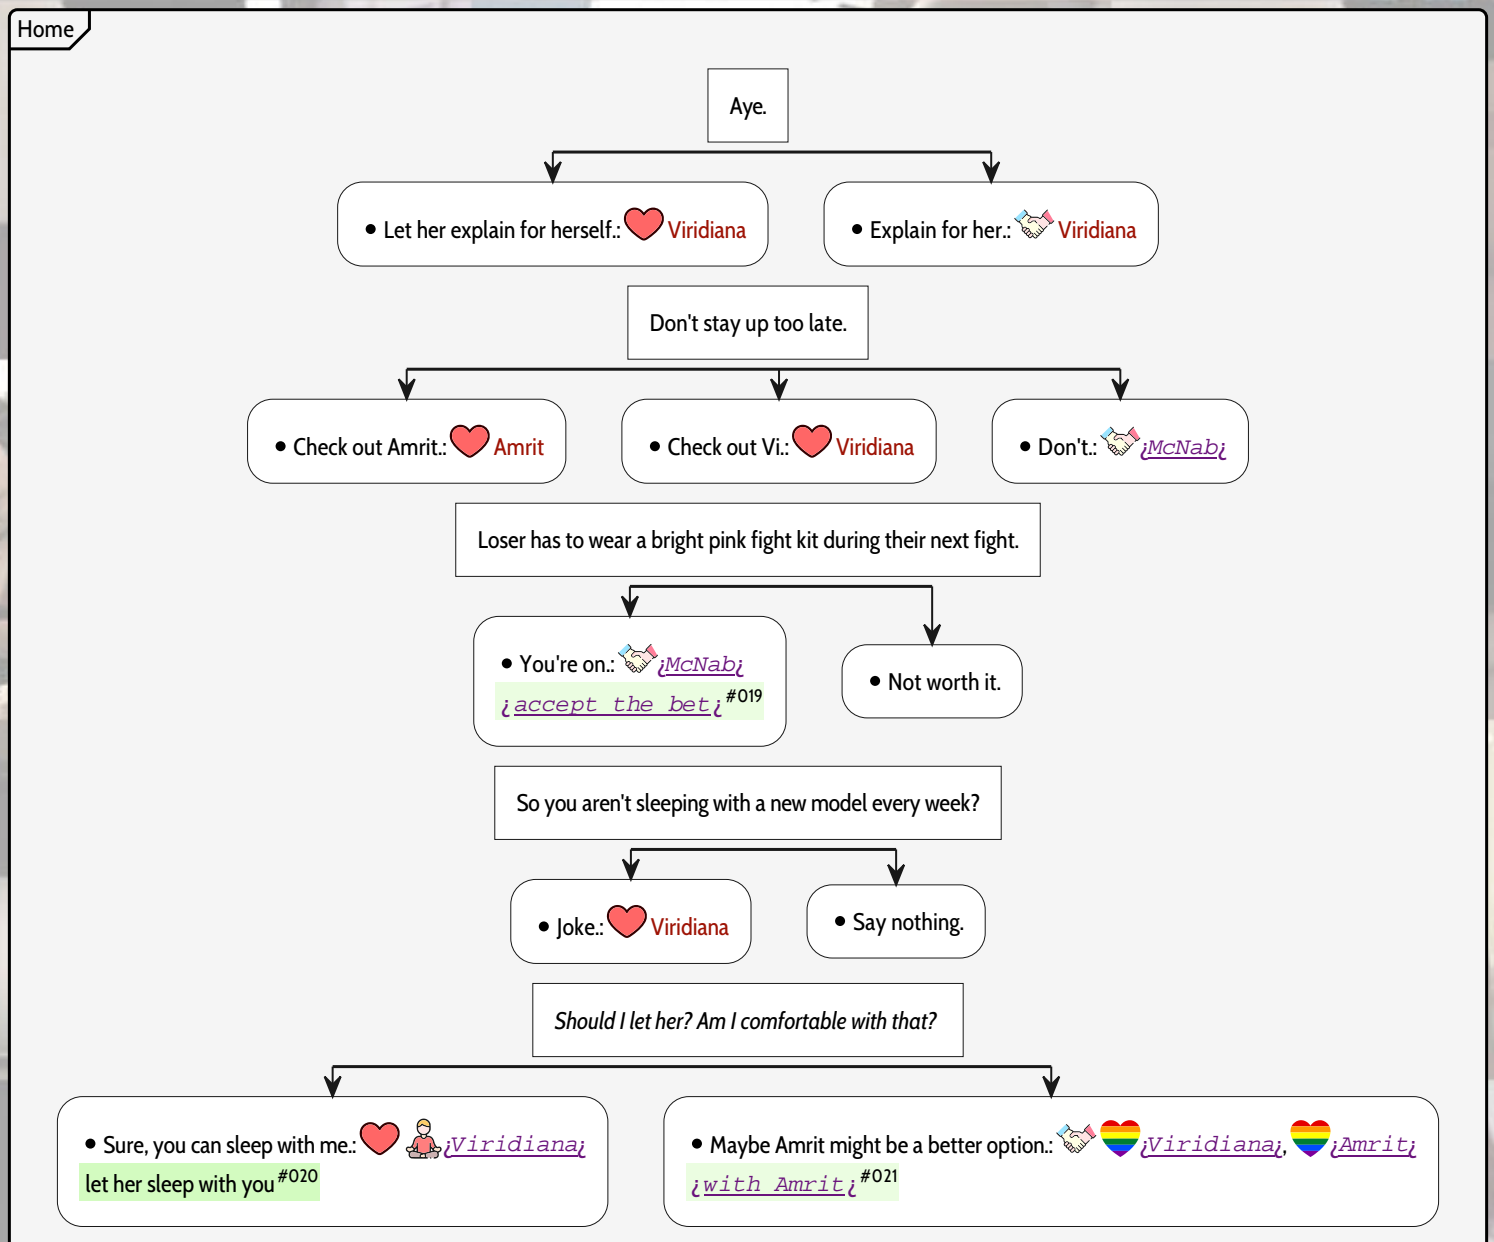 Home
Aye.
• Let her explain for herself.: Viridiana
• Explain for her.: Viridiana
Don't stay up too late.
• Check out Amrit.: Amrit
• Check out Vi.: Viridiana
• Don't.: ¿McNab¿
Loser has to wear a bright pink fight kit during their next fight.
• You're on.: ¿McNab¿
¿accept the bet¿#019
• Not worth it.
So you aren't sleeping with a new model every week?
• Joke.: Viridiana
• Say nothing.
Should I let her? Am I comfortable with that?
• Sure, you can sleep with me.: ¿Viridiana¿
let her sleep with you#020
• Maybe Amrit might be a better option.: ¿Viridiana¿, ¿Amrit¿
¿with Amrit¿#021